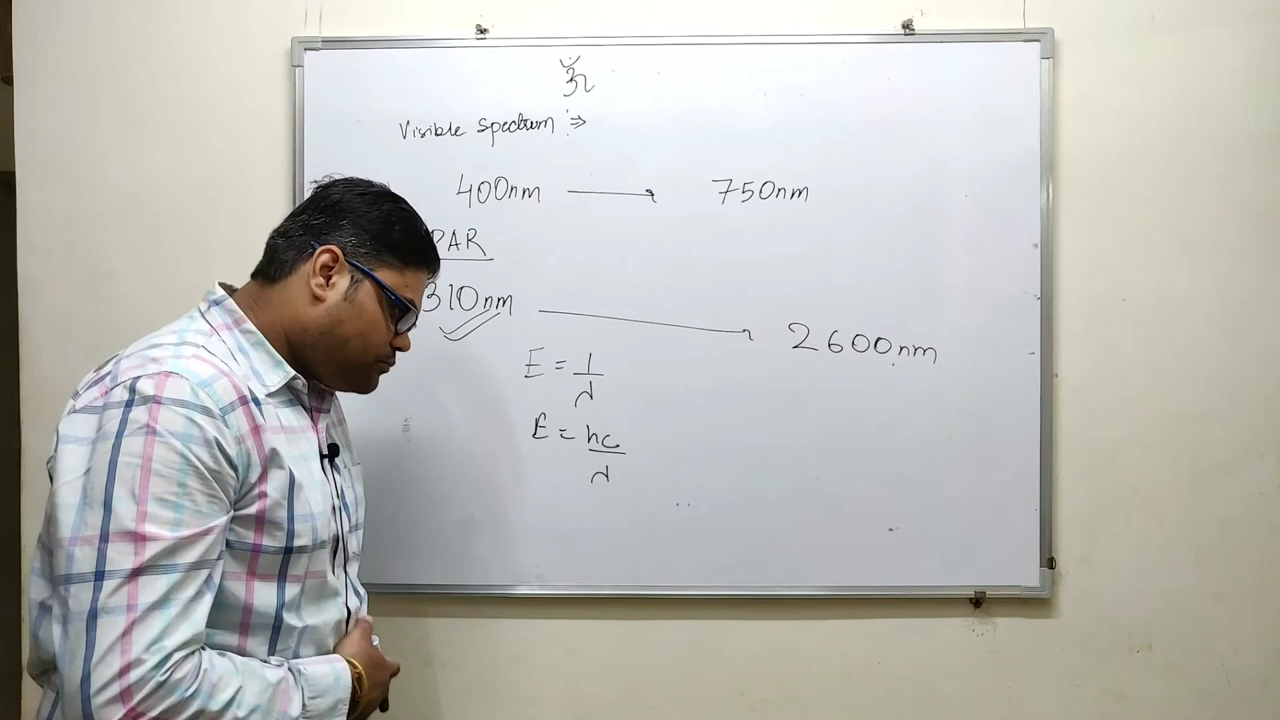 ॐ
Visible Spectrum :⇒
400nm → 750nm
PAR
310nm → 2600nm
E = 1/λ
E = hc/λ